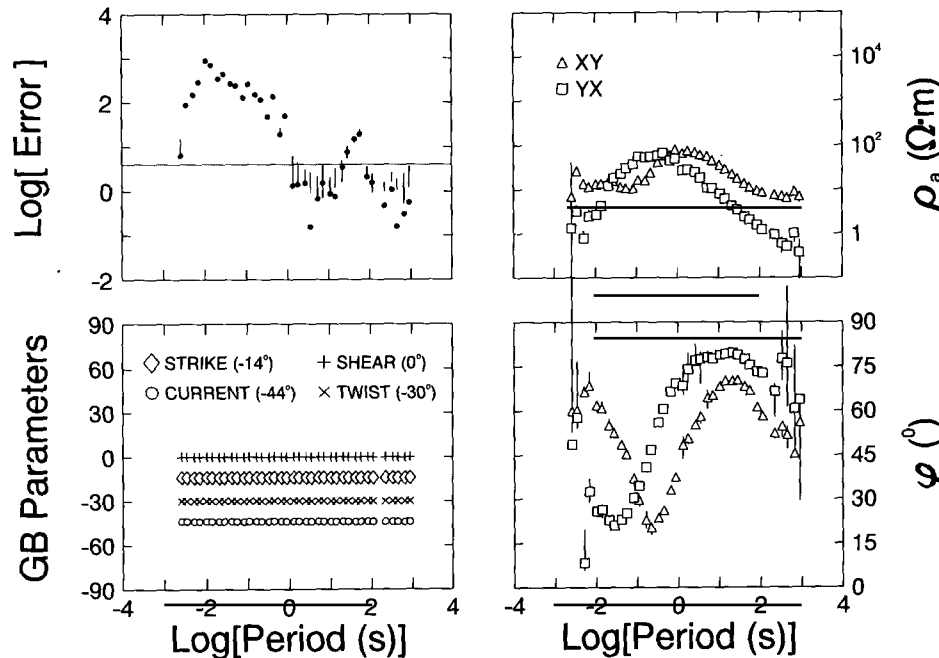 Log[ Error ]
4
2
0
-2
XY
YX
10⁴
10²
1
ρa (Ω·m)
GB Parameters
90
60
30
0
-30
-60
-90
STRIKE (-14°)
SHEAR (0°)
CURRENT (-44°)
TWIST (-30°)
-4
-2
0
2
4
Log[Period (s)]
90
75
60
45
30
15
0
φ (°)
-4
-2
0
2
4
Log[Period (s)]